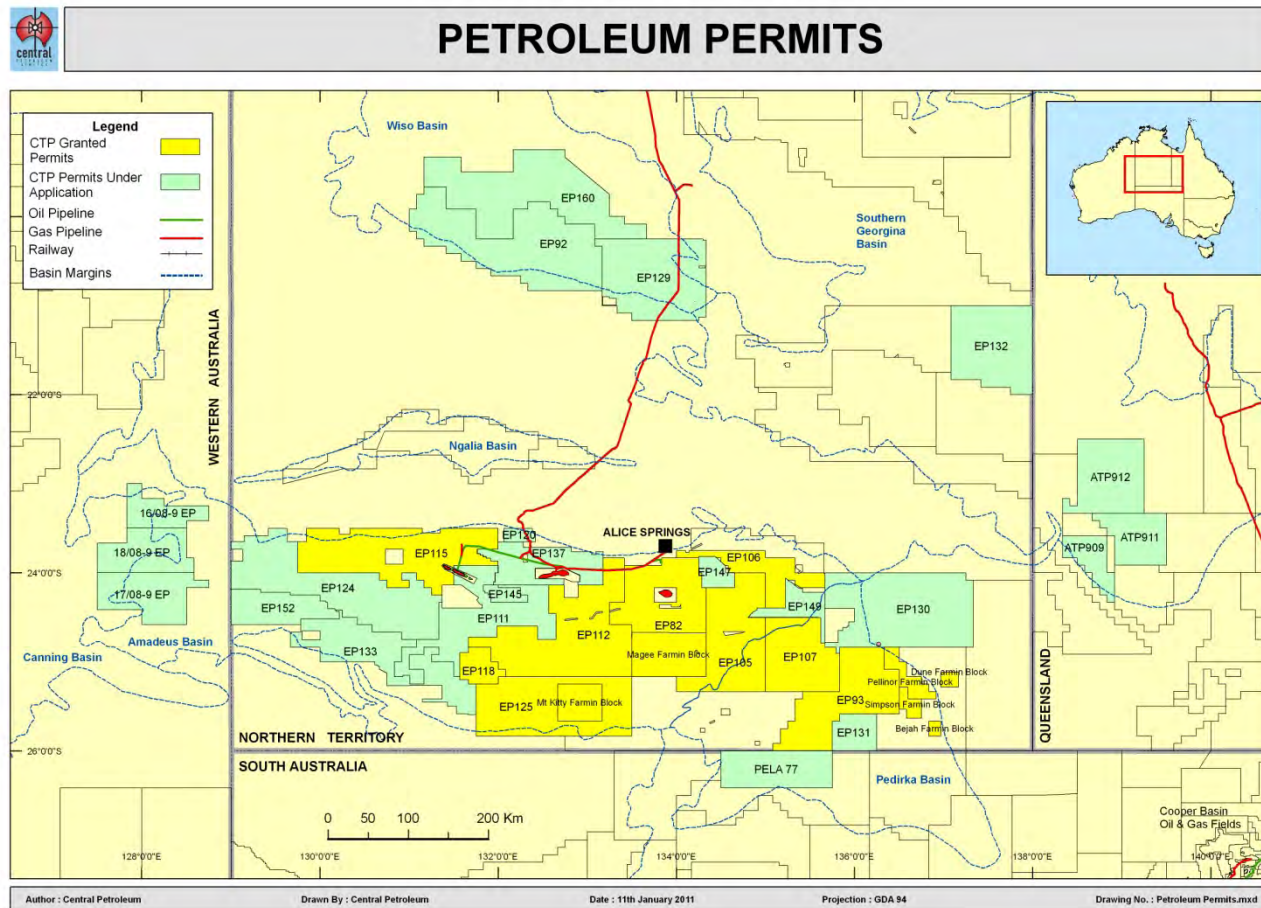 central
PETROLEUM
LIMITED
PETROLEUM PERMITS
Legend
CTP Granted
Permits
CTP Permits Under
Application
Oil Pipeline
Gas Pipeline
Railway
Basin Margins
Wiso Basin
EP160
EP92
EP129
Southern
Georgina
Basin
EP132
WESTERN AUSTRALIA
22°0'0"S
Ngalia Basin
ATP912
16/08-9 EP
18/08-9 EP
17/08-9 EP
ALICE SPRINGS
EP120
EP115
EP137
EP106
EP147
ATP909
ATP911
24°0'0"S
EP124
EP145
EP149
EP130
EP152
EP111
EP112
EP82
Amadeus Basin
Canning Basin
EP133
Magee Farmin Block
EP118
EP105
EP107
Dune Farmin Block
Pellinor Farmin Block
EP125
Mt Kitty Farmin Block
EP93
Simpson Farmin Block
Bejah Farmin Block
EP131
QUEENSLAND
NORTHERN TERRITORY
26°0'0"S
SOUTH AUSTRALIA
PELA 77
Pedirka Basin
0 50 100 200 Km
Cooper Basin
Oil & Gas Fields
128°0'0"E
130°0'0"E
132°0'0"E
134°0'0"E
136°0'0"E
138°0'0"E
140°0'0"E
Author : Central Petroleum
Drawn By : Central Petroleum
Date : 11th January 2011
Projection : GDA 94
Drawing No. : Petroleum Permits.mxd